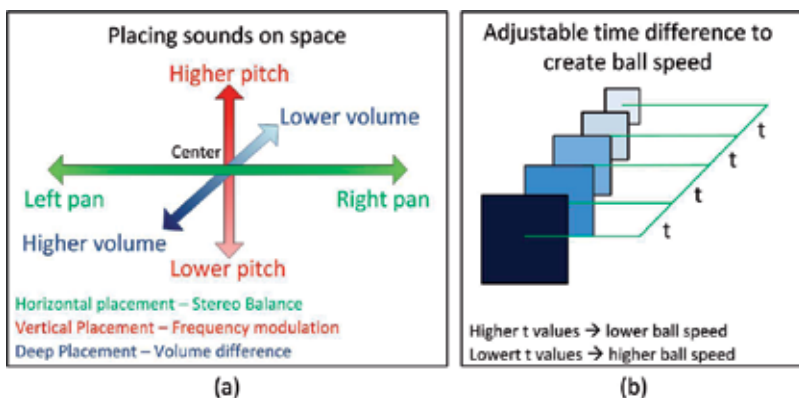 Placing sounds on space
Higher pitch
Lower volume
Center
Left pan
Right pan
Higher volume
Lower pitch
Horizontal placement – Stereo Balance
Vertical Placement – Frequency modulation
Deep Placement – Volume difference
(a)
Adjustable time difference to
create ball speed
t
t
t
t
Higher t values → lower ball speed
Lowert t values → higher ball speed
(b)